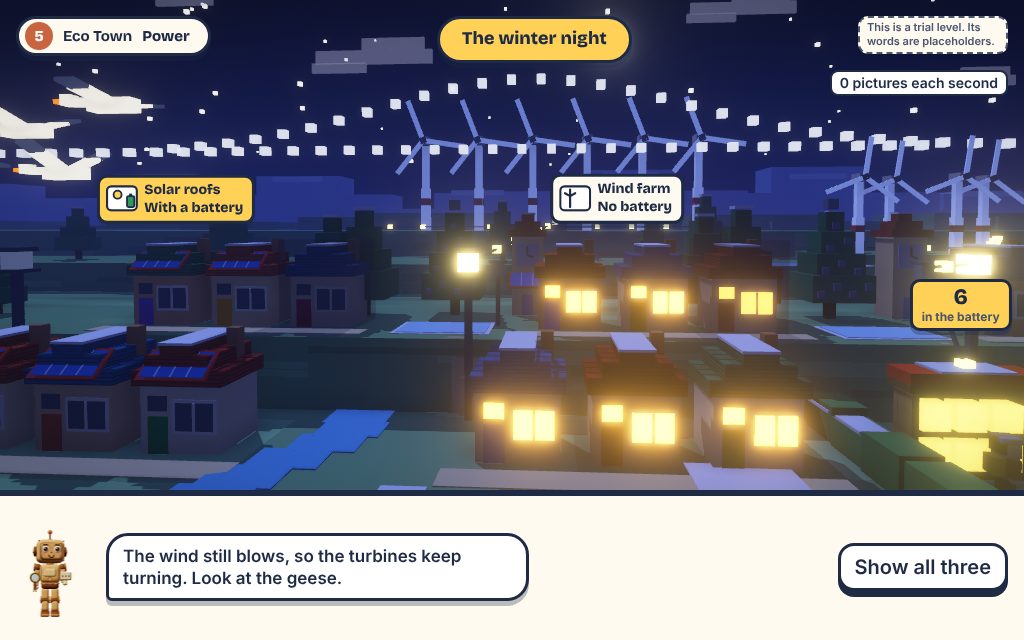 5 Eco Town Power
The winter night
This is a trial level. Its
words are placeholders.
0 pictures each second
Solar roofs
With a battery
Wind farm
No battery
6
in the battery
The wind still blows, so the turbines keep
turning. Look at the geese.
Show all three